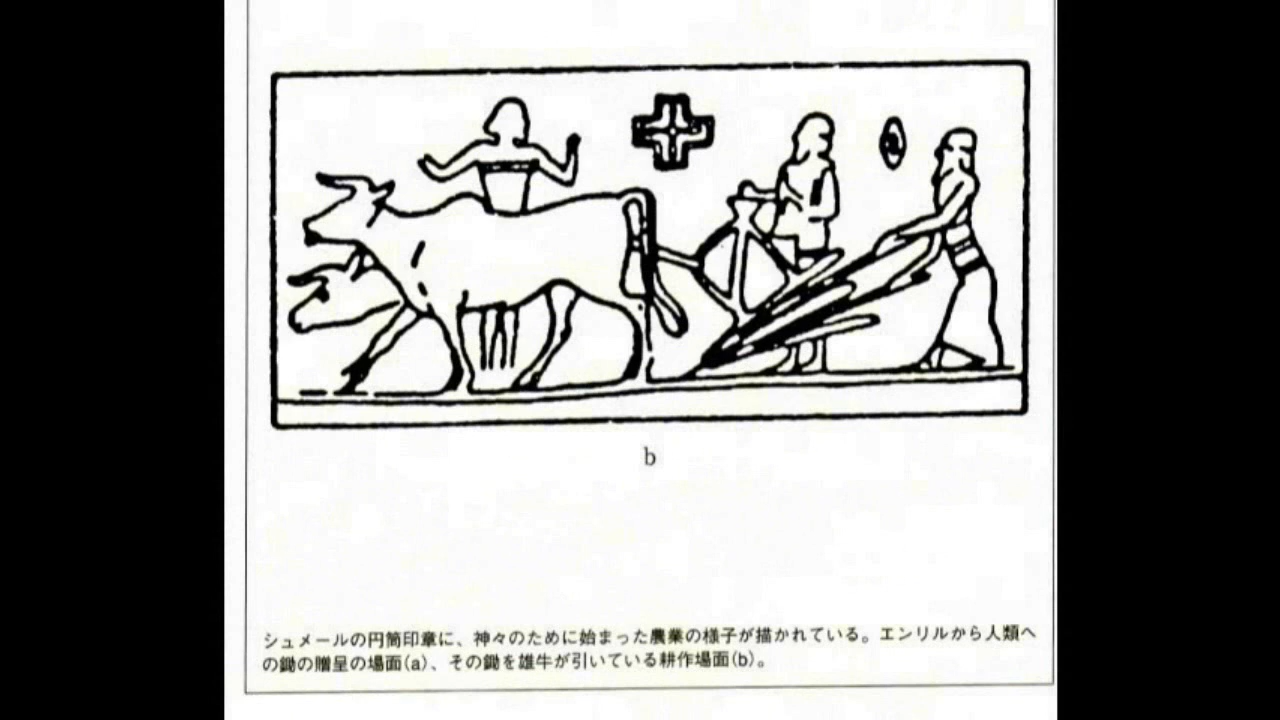 b
シュメールの円筒印章に、神々のために始まった農業の様子が描かれている。エンリルから人類へ
の鋤の贈呈の場面(a)、その鋤を雄牛が引いている耕作場面(b)。